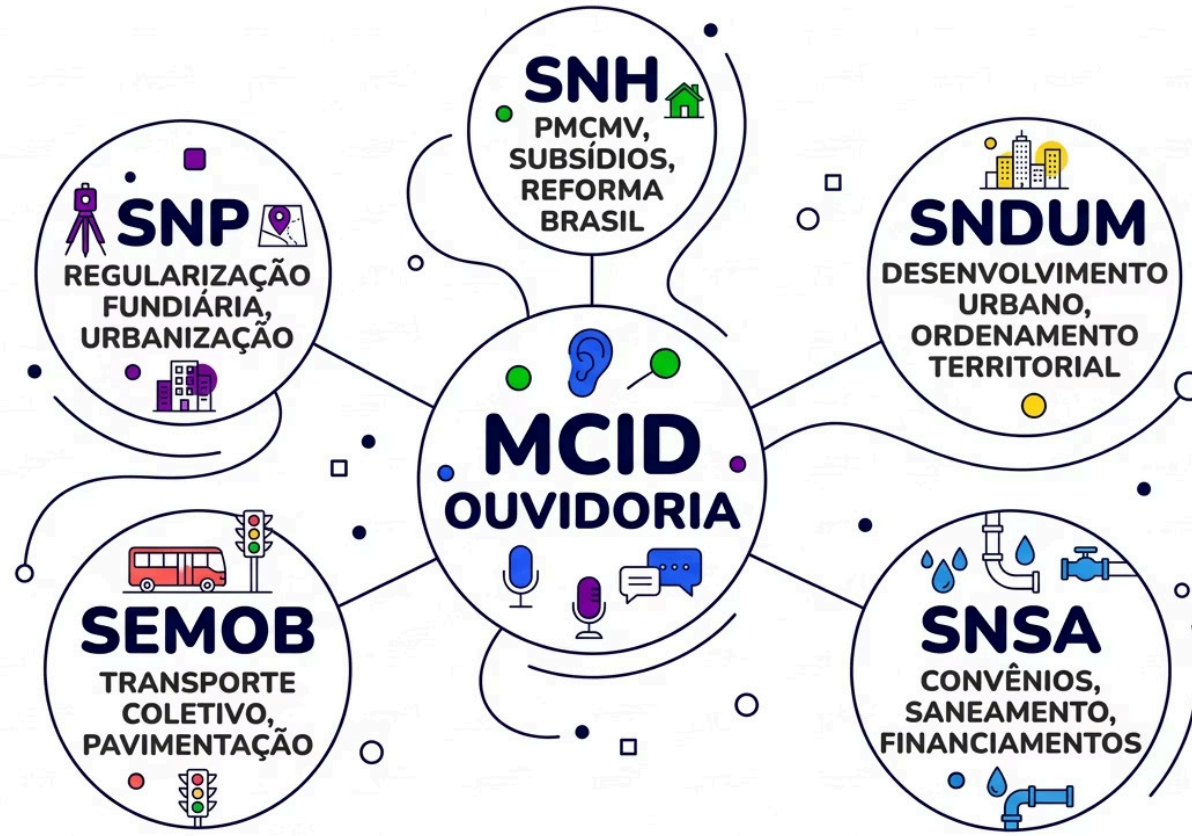 SNH
PMCMV,
SUBSÍDIOS,
REFORMA
BRASIL
SNP
REGULARIZAÇÃO
FUNDIÁRIA,
URBANIZAÇÃO
SNDUM
DESENVOLVIMENTO
URBANO,
ORDENAMENTO
TERRITORIAL
MCID
OUVIDORIA
SEMOB
TRANSPORTE
COLETIVO,
PAVIMENTAÇÃO
SNSA
CONVÊNIOS,
SANEAMENTO,
FINANCIAMENTOS